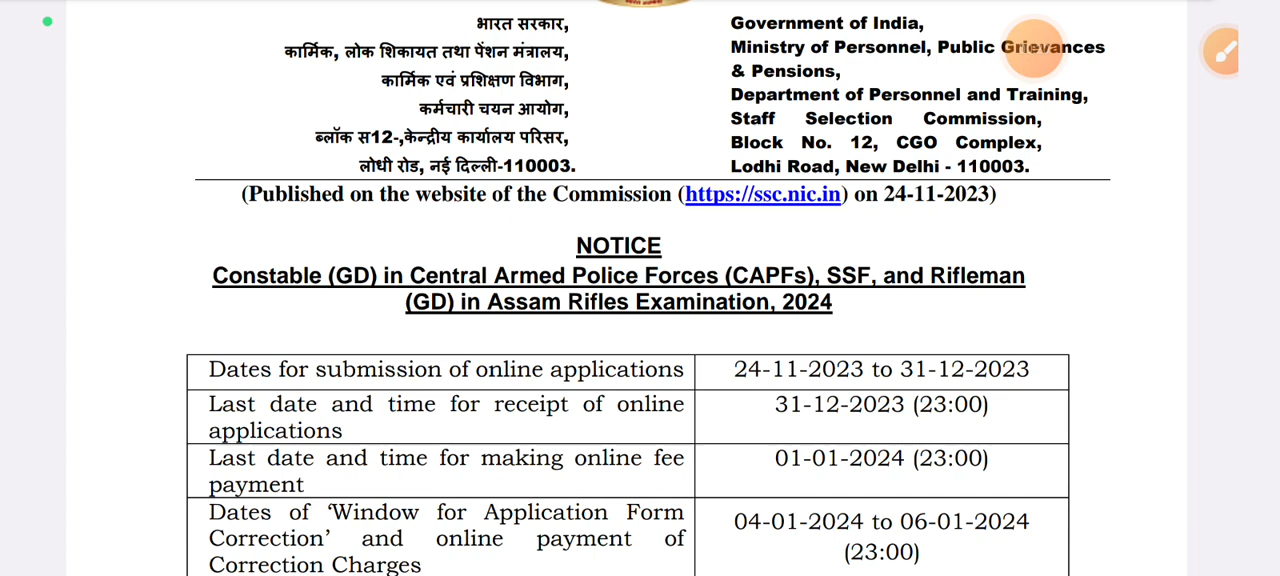 भारत सरकार,
कार्मिक, लोक शिकायत तथा पेंशन मंत्रालय,
कार्मिक एवं प्रशिक्षण विभाग,
कर्मचारी चयन आयोग,
ब्लॉक स12-,केन्द्रीय कार्यालय परिसर,
लोधी रोड, नई दिल्ली-110003.
Government of India,
Ministry of Personnel, Public Grievances
& Pensions,
Department of Personnel and Training,
Staff Selection Commission,
Block No. 12, CGO Complex,
Lodhi Road, New Delhi - 110003.
(Published on the website of the Commission (https://ssc.nic.in) on 24-11-2023)
NOTICE
Constable (GD) in Central Armed Police Forces (CAPFs), SSF, and Rifleman
(GD) in Assam Rifles Examination, 2024
Dates for submission of online applications
24-11-2023 to 31-12-2023
Last date and time for receipt of online
applications
31-12-2023 (23:00)
Last date and time for making online fee
payment
01-01-2024 (23:00)
Dates of ‘Window for Application Form
Correction’ and online payment of
Correction Charges
04-01-2024 to 06-01-2024
(23:00)